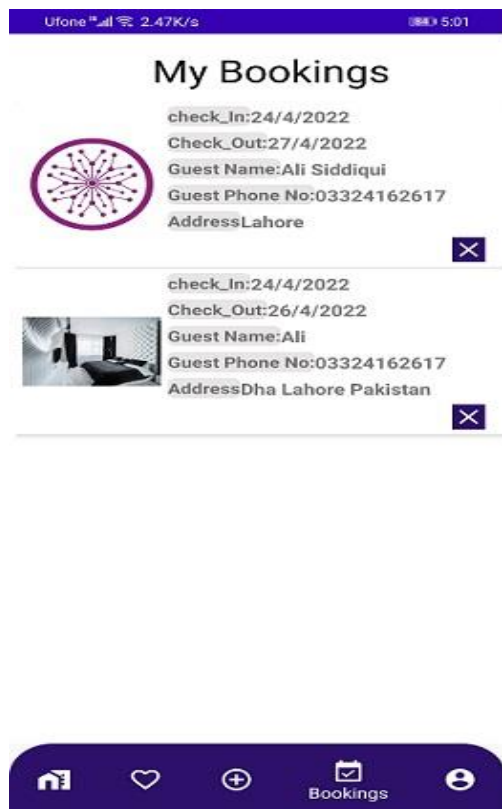 Ufone 2.47K/s 5:01
My Bookings
check_In:24/4/2022
Check_Out:27/4/2022
Guest Name:Ali Siddiqui
Guest Phone No:03324162617
AddressLahore
check_In:24/4/2022
Check_Out:26/4/2022
Guest Name:Ali
Guest Phone No:03324162617
AddressDha Lahore Pakistan
Bookings